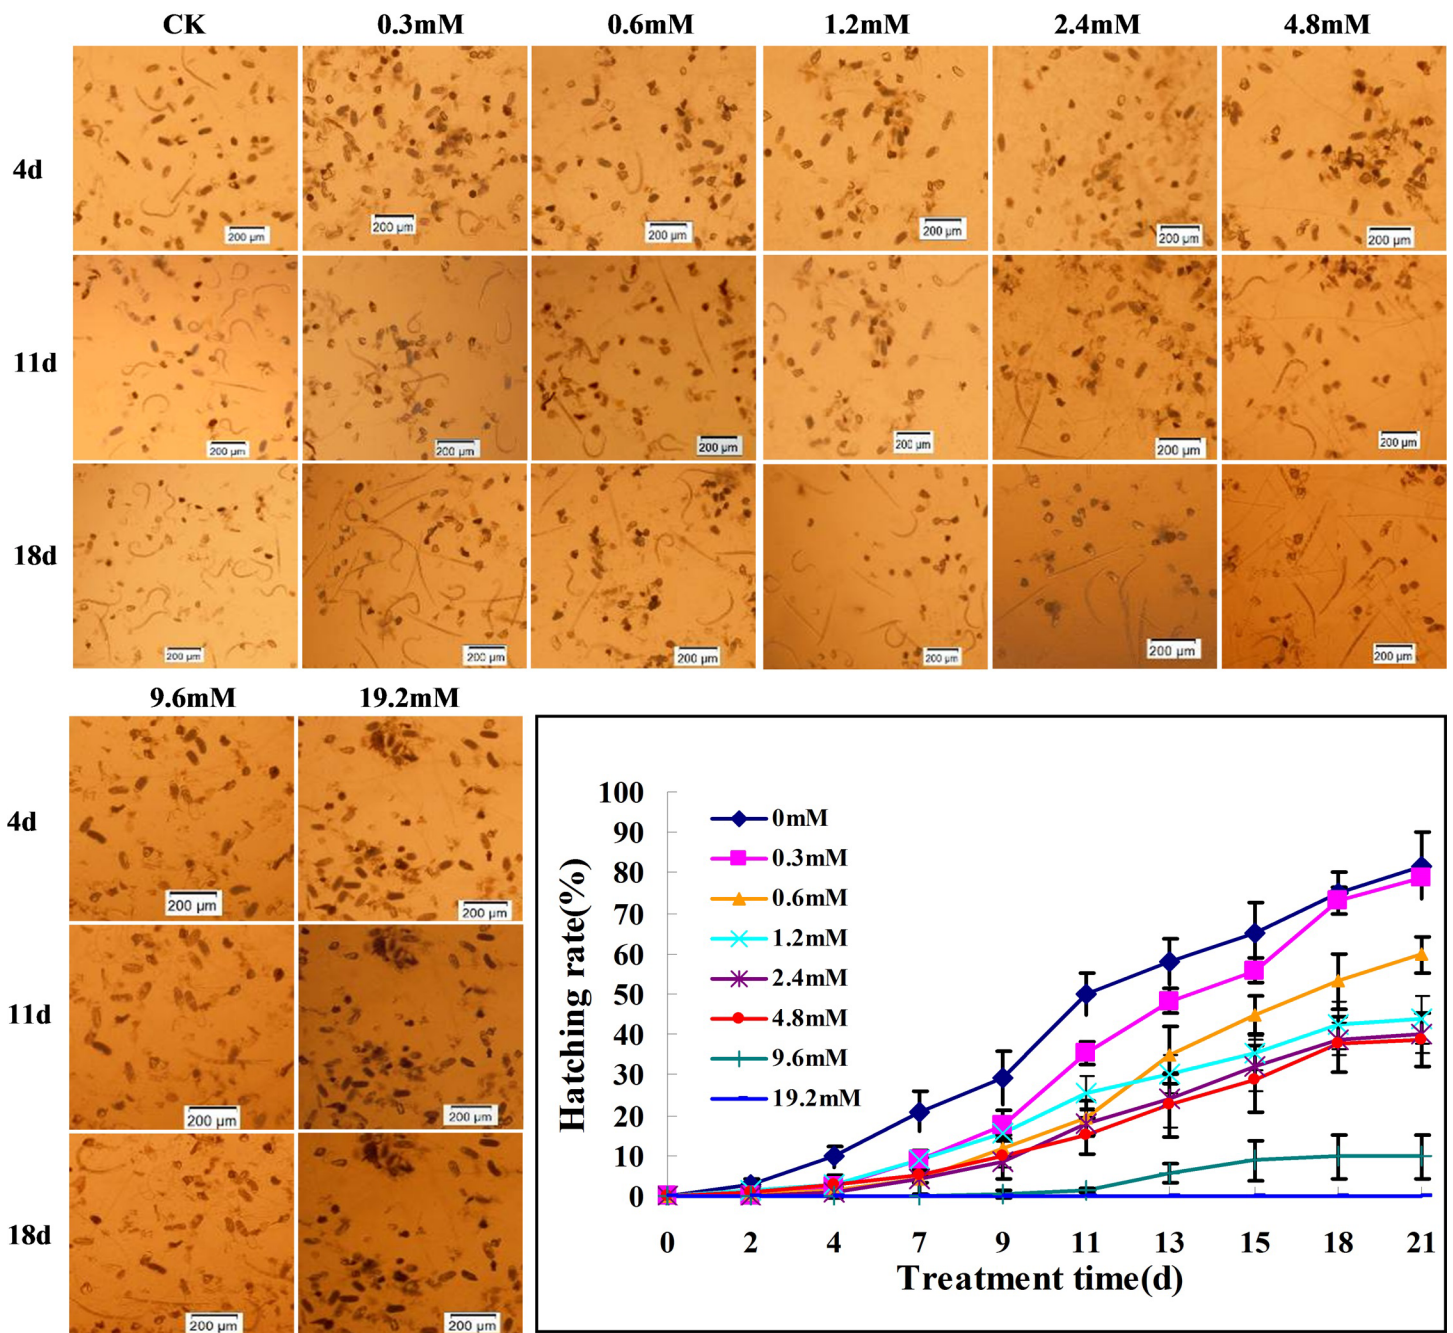 CK 0.3mM 0.6mM 1.2mM 2.4mM 4.8mM
4d
200 µm 200 µm 200 µm 200 µm 200 µm 200 µm
11d
200 µm 200 µm 200 µm 200 µm 200 µm 200 µm
18d
200 µm 200 µm 200 µm 200 µm 200 µm 200 µm
9.6mM 19.2mM
4d
200 µm 200 µm
11d
200 µm 200 µm
18d
200 µm 200 µm
Hatching rate(%)
100
90
80
70
60
50
40
30
20
10
0
0mM
0.3mM
0.6mM
1.2mM
2.4mM
4.8mM
9.6mM
19.2mM
0 2 4 7 9 11 13 15 18 21
Treatment time(d)